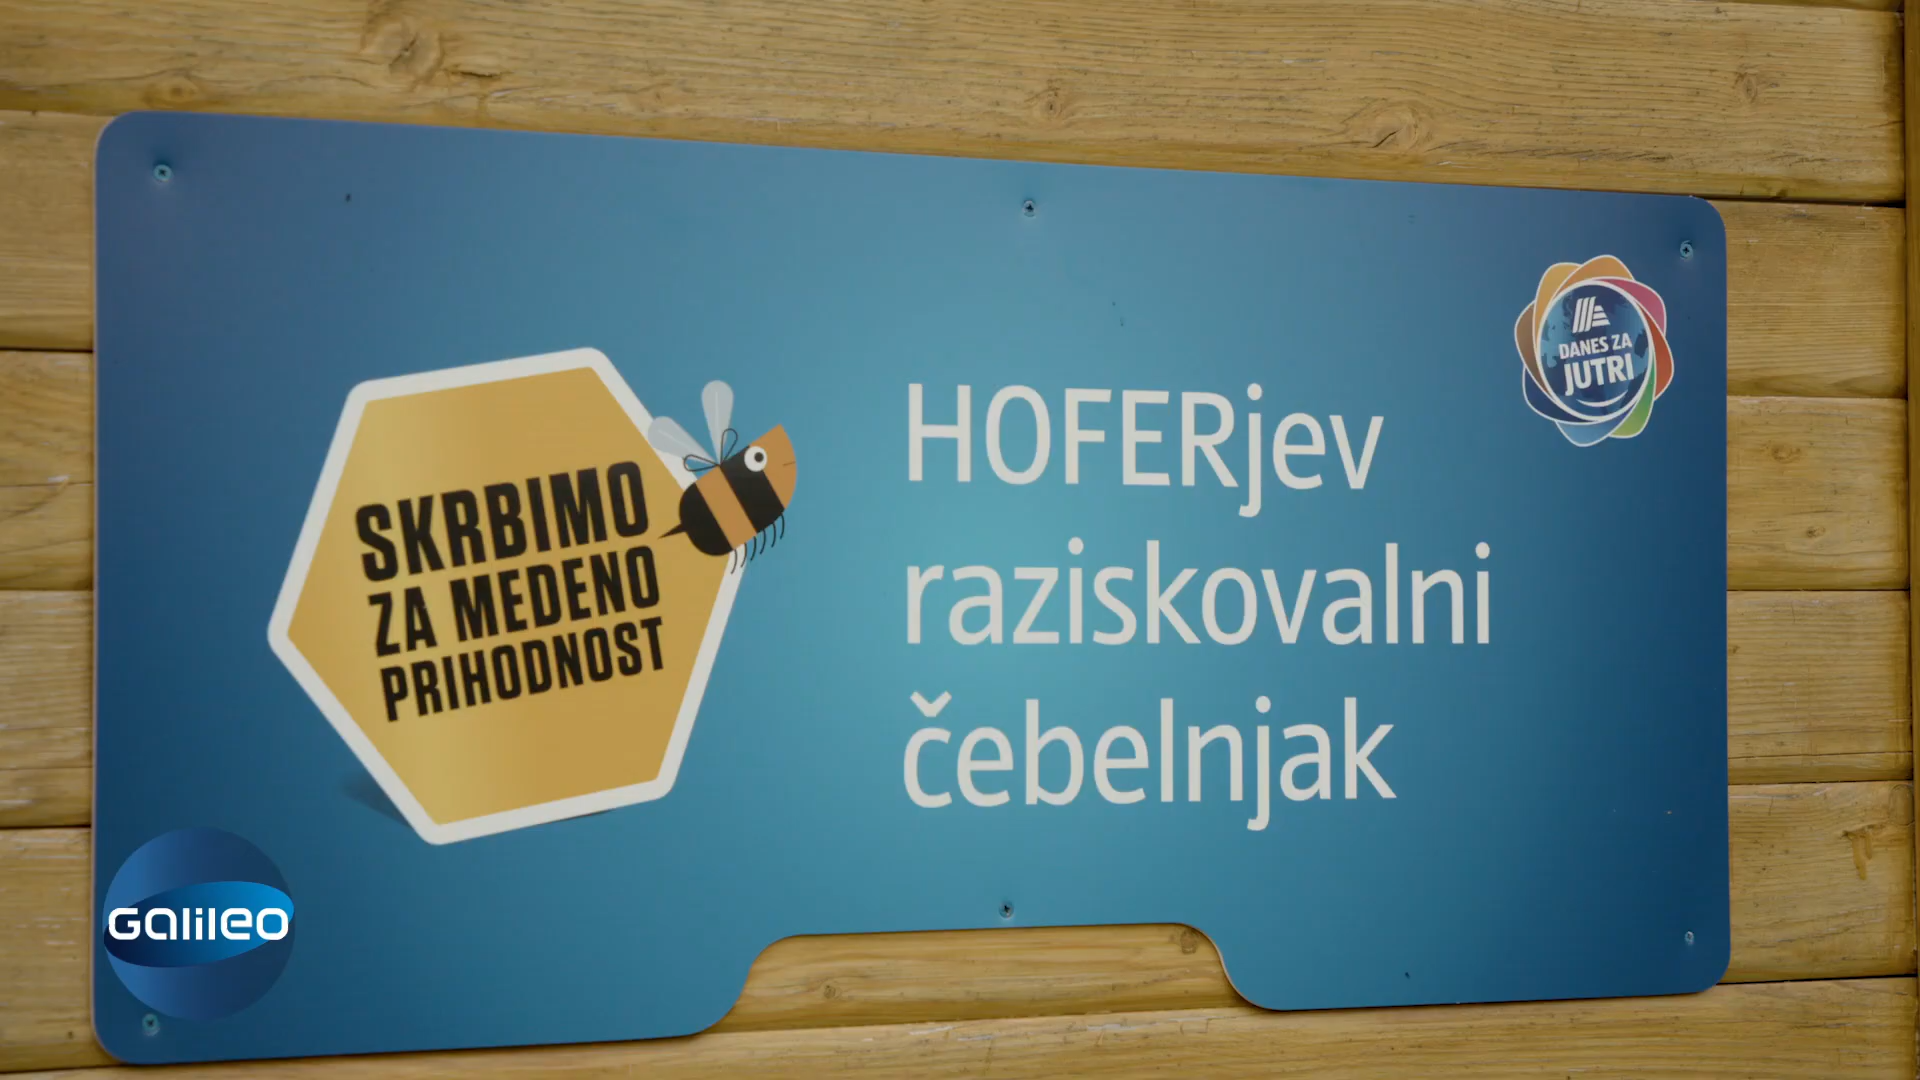 SKRBIMO
ZA MEDENO
PRIHODNOST
HOFERjev
raziskovalni
čebelnjak
DANES ZA
JUTRI
GALILEO